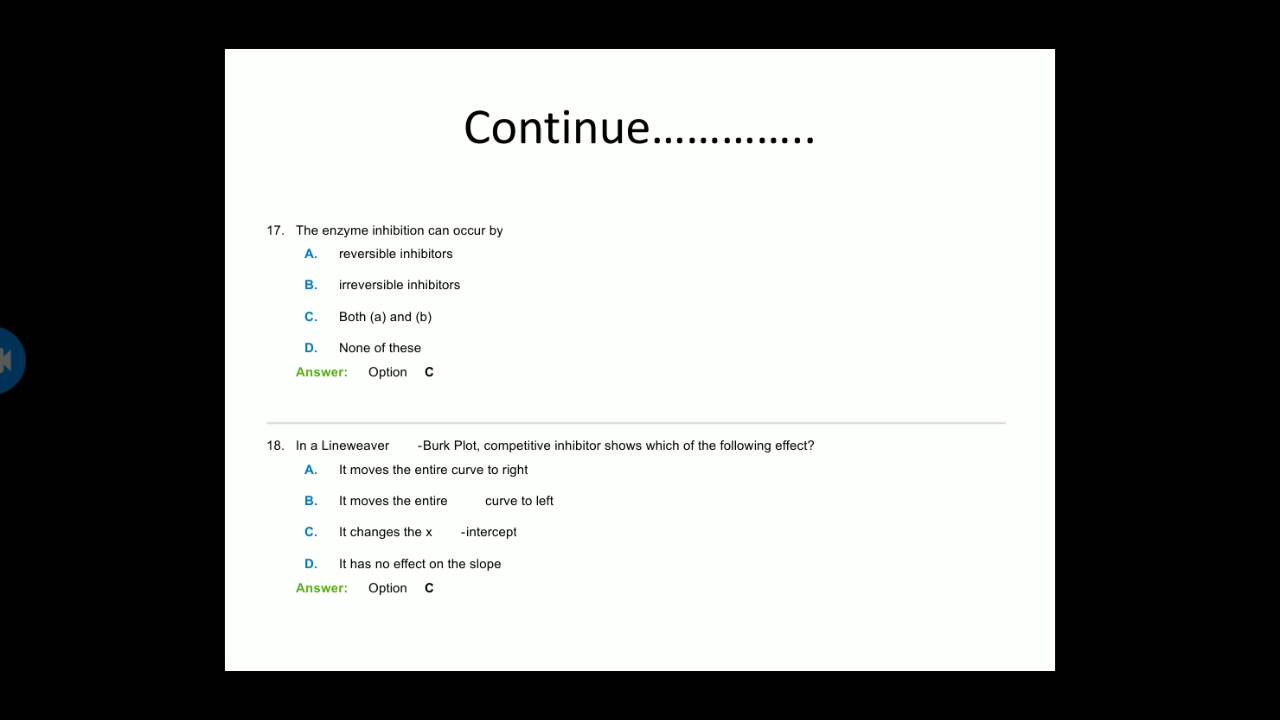 Continue…………..
17. The enzyme inhibition can occur by
A. reversible inhibitors
B. irreversible inhibitors
C. Both (a) and (b)
D. None of these
Answer: Option C
18. In a Lineweaver -Burk Plot, competitive inhibitor shows which of the following effect?
A. It moves the entire curve to right
B. It moves the entire curve to left
C. It changes the x -intercept
D. It has no effect on the slope
Answer: Option C